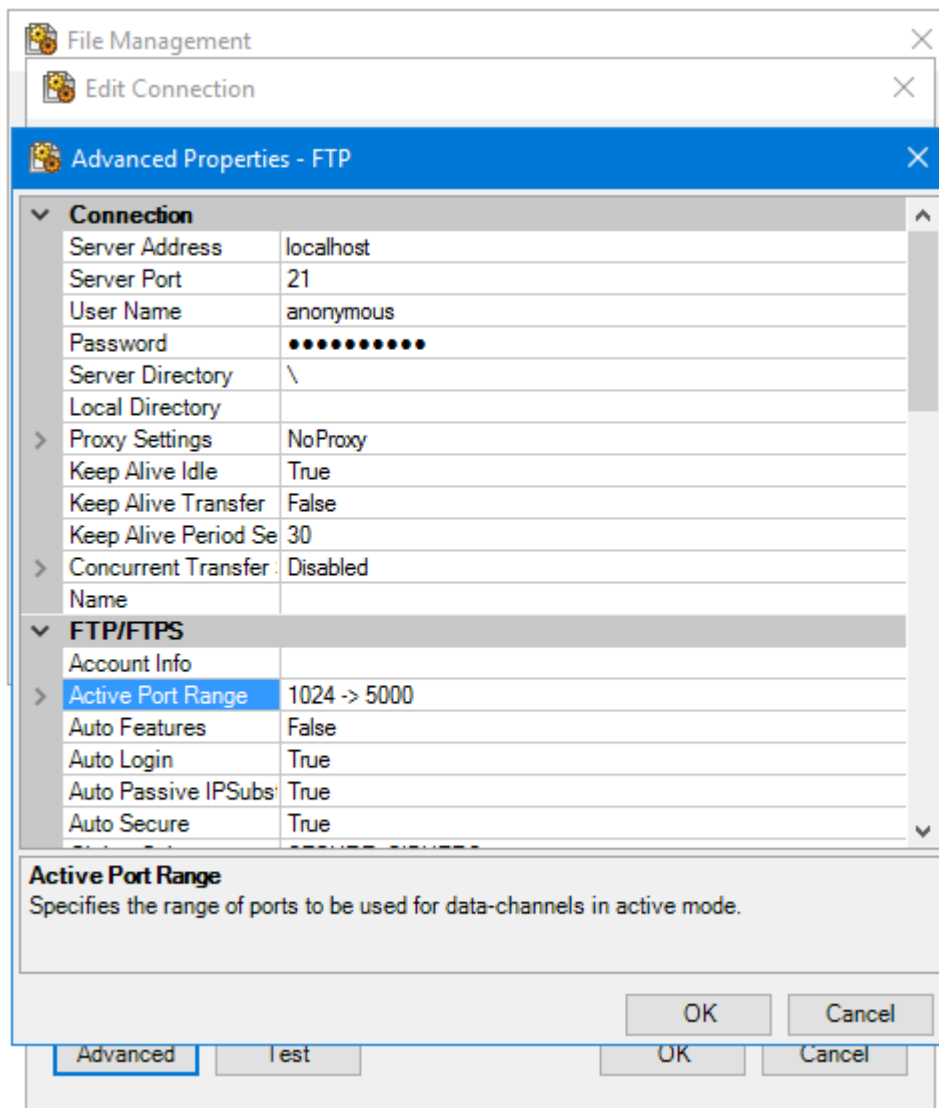 File Management
Edit Connection
Advanced Properties - FTP
Connection
Server Address localhost
Server Port 21
User Name anonymous
Password ●●●●●●●●●●
Server Directory \
Local Directory
Proxy Settings NoProxy
Keep Alive Idle True
Keep Alive Transfer False
Keep Alive Period Se 30
Concurrent Transfer Disabled
Name
FTP/FTPS
Account Info
Active Port Range 1024 -> 5000
Auto Features False
Auto Login True
Auto Passive IPSubs True
Auto Secure True
Active Port Range
Specifies the range of ports to be used for data-channels in active mode.
OK Cancel
Advanced Test OK Cancel